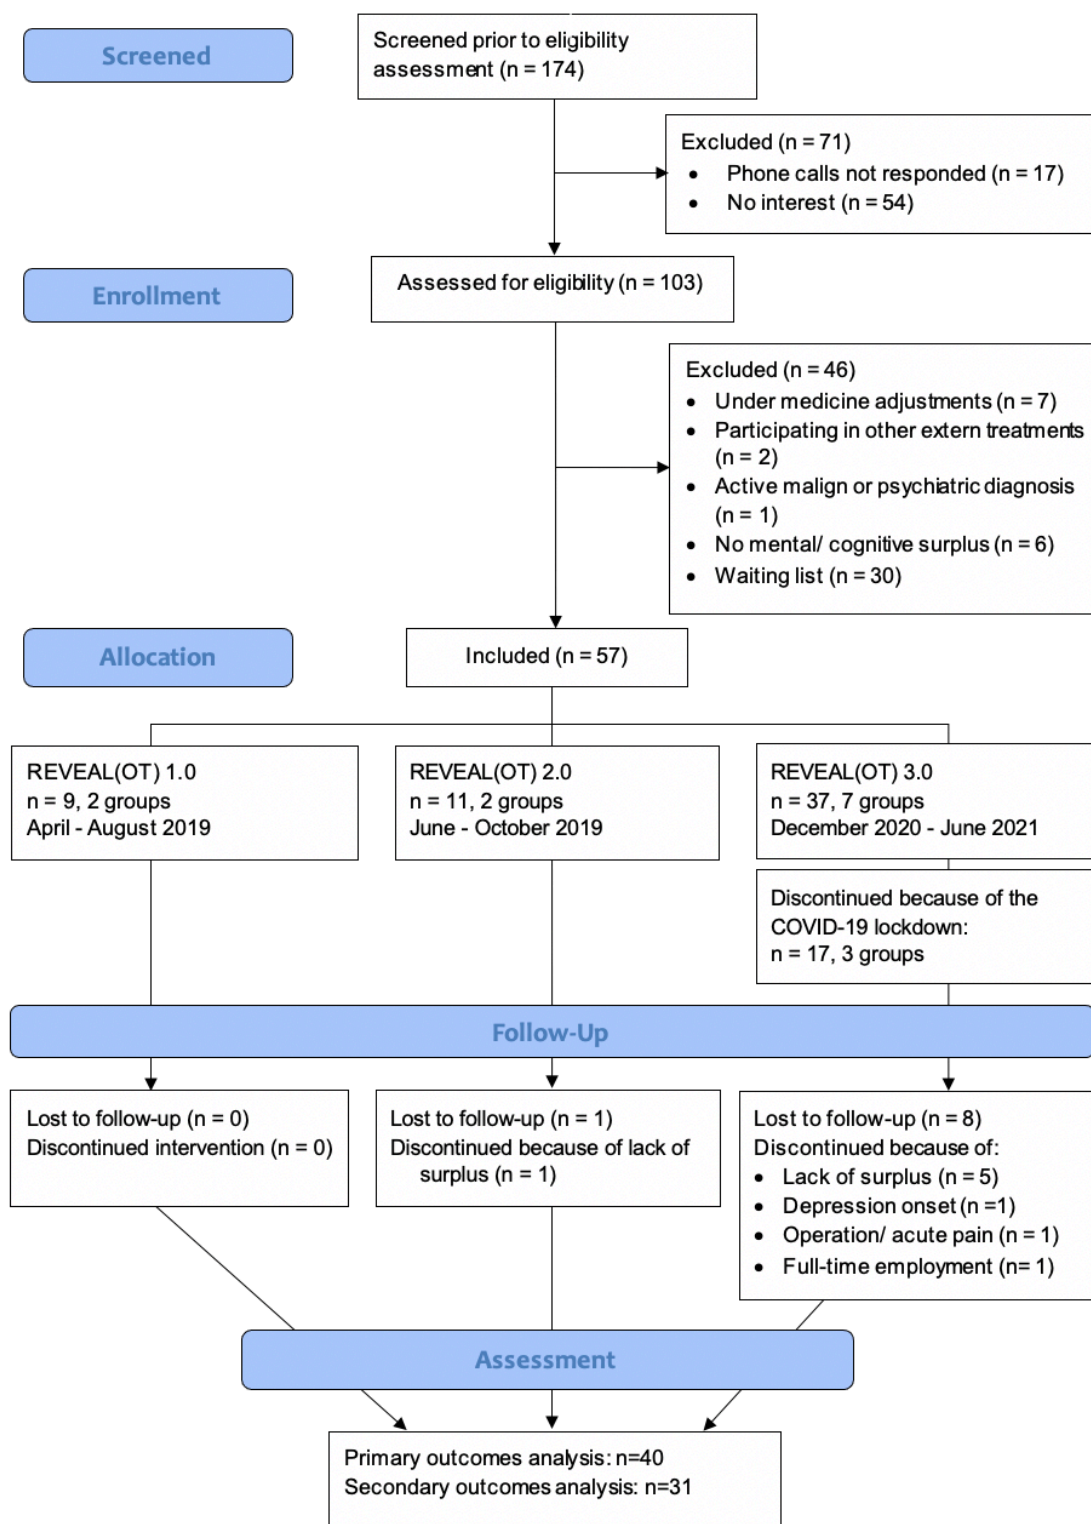 Screened
Screened prior to eligibility
assessment (n = 174)
Excluded (n = 71)
• Phone calls not responded (n = 17)
• No interest (n = 54)
Enrollment
Assessed for eligibility (n = 103)
Excluded (n = 46)
• Under medicine adjustments (n = 7)
• Participating in other extern treatments
(n = 2)
• Active malign or psychiatric diagnosis
(n = 1)
• No mental/ cognitive surplus (n = 6)
• Waiting list (n = 30)
Allocation
Included (n = 57)
REVEAL(OT) 1.0
n = 9, 2 groups
April - August 2019
REVEAL(OT) 2.0
n = 11, 2 groups
June - October 2019
REVEAL(OT) 3.0
n = 37, 7 groups
December 2020 - June 2021
Discontinued because of the
COVID-19 lockdown:
n = 17, 3 groups
Follow-Up
Lost to follow-up (n = 0)
Discontinued intervention (n = 0)
Lost to follow-up (n = 1)
Discontinued because of lack of
surplus (n = 1)
Lost to follow-up (n = 8)
Discontinued because of:
• Lack of surplus (n = 5)
• Depression onset (n =1)
• Operation/ acute pain (n = 1)
• Full-time employment (n= 1)
Assessment
Primary outcomes analysis: n=40
Secondary outcomes analysis: n=31